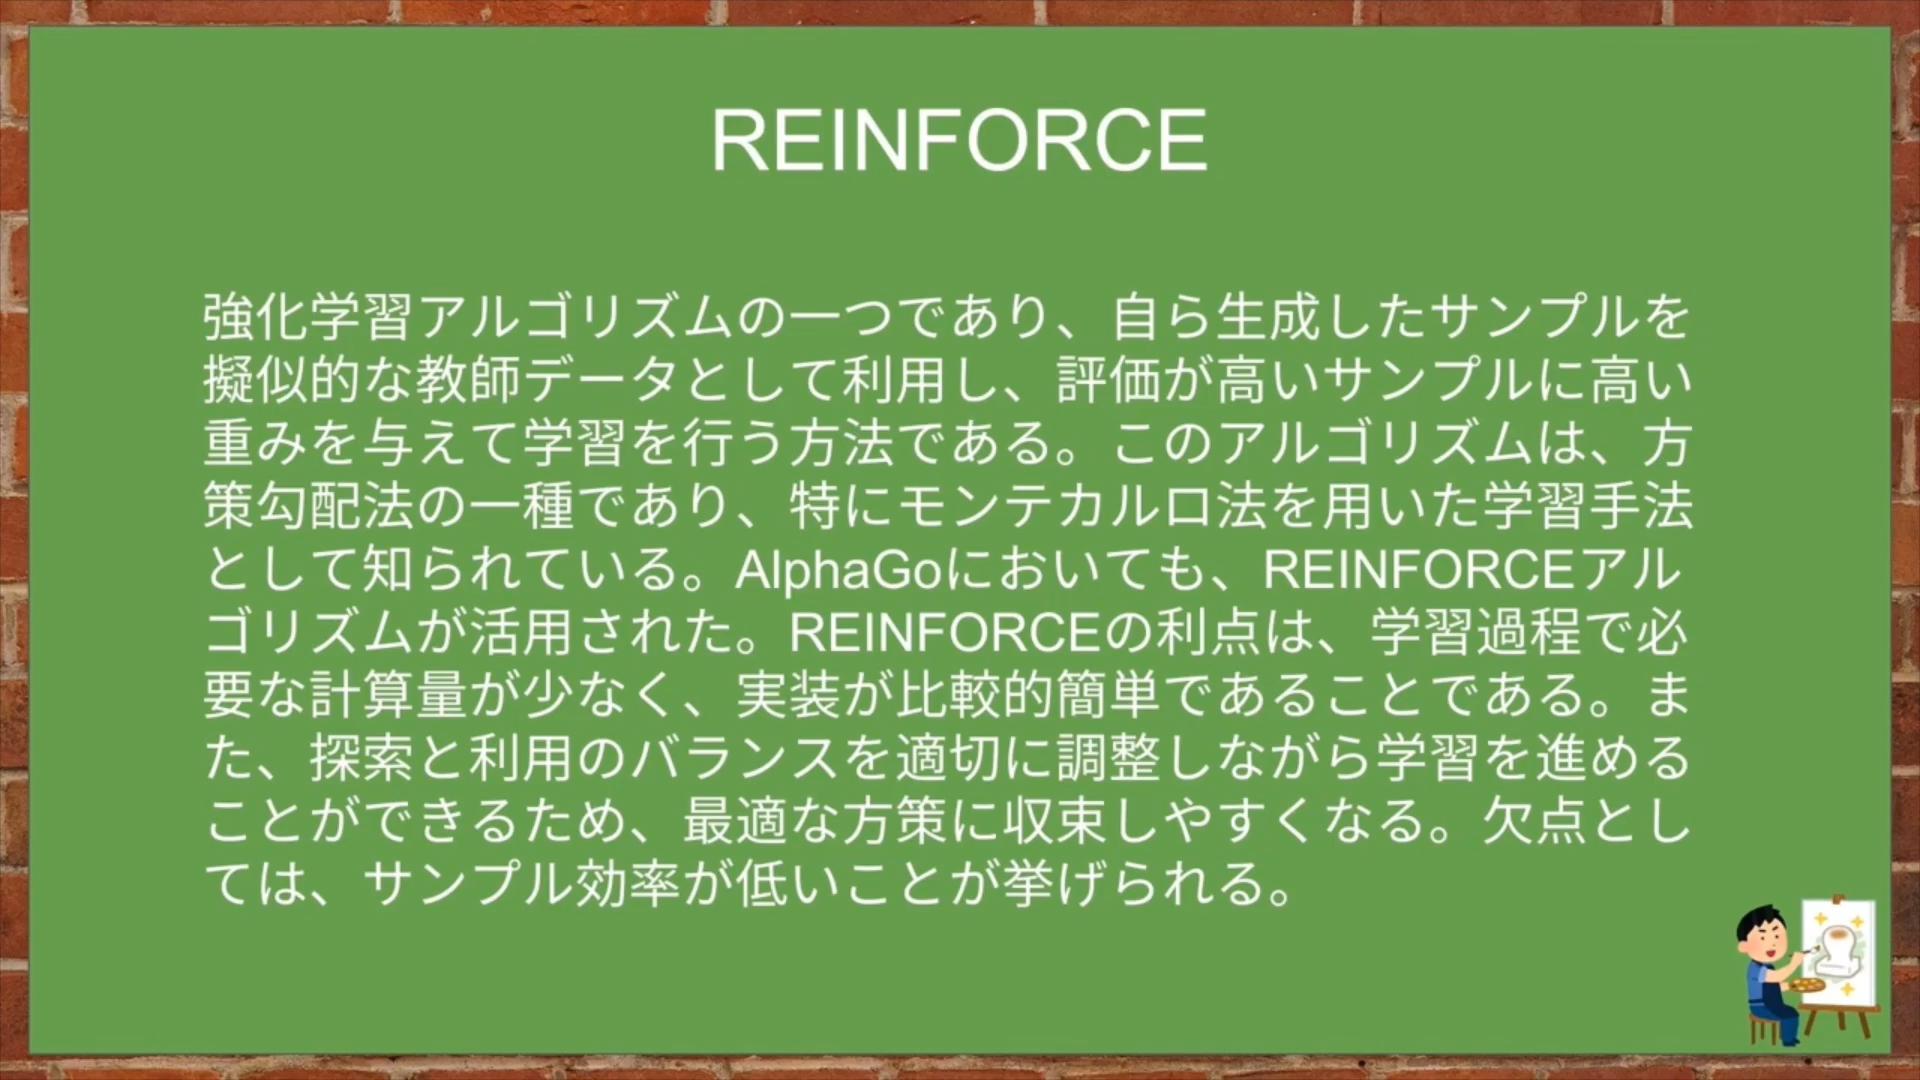 REINFORCE
強化学習アルゴリズムの一つであり、自ら生成したサンプルを
擬似的な教師データとして利用し、評価が高いサンプルに高い
重みを与えて学習を行う方法である。このアルゴリズムは、方
策勾配法の一種であり、特にモンテカルロ法を用いた学習手法
として知られている。AlphaGoにおいても、REINFORCEアル
ゴリズムが活用された。REINFORCEの利点は、学習過程で必
要な計算量が少なく、実装が比較的簡単であることである。ま
た、探索と利用のバランスを適切に調整しながら学習を進める
ことができるため、最適な方策に収束しやすくなる。欠点とし
ては、サンプル効率が低いことが挙げられる。